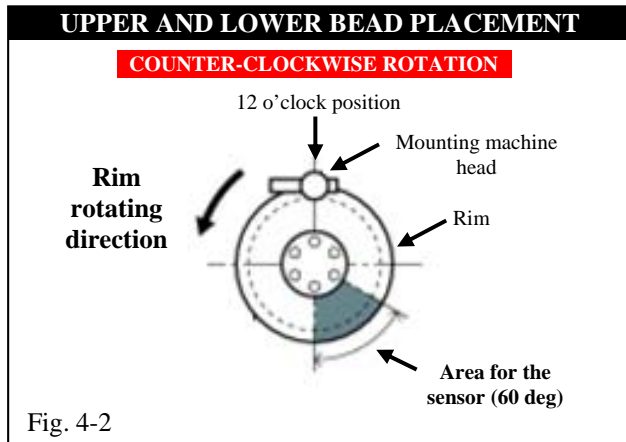 UPPER AND LOWER BEAD PLACEMENT
COUNTER-CLOCKWISE ROTATION
12 o’clock position
Mounting machine
head
Rim
rotating
direction
Rim
Area for the
sensor (60 deg)
Fig. 4-2